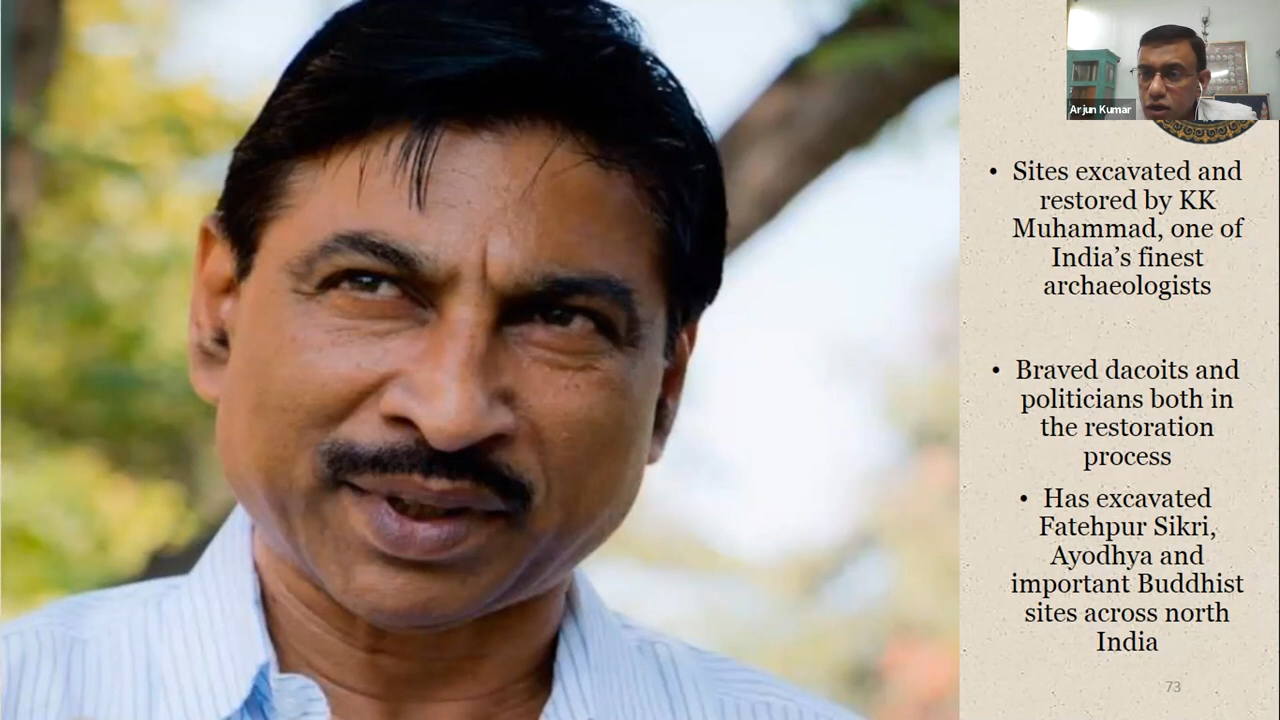 Arjun Kumar
• Sites excavated and
restored by KK
Muhammad, one of
India’s finest
archaeologists
• Braved dacoits and
politicians both in
the restoration
process
• Has excavated
Fatehpur Sikri,
Ayodhya and
important Buddhist
sites across north
India
73